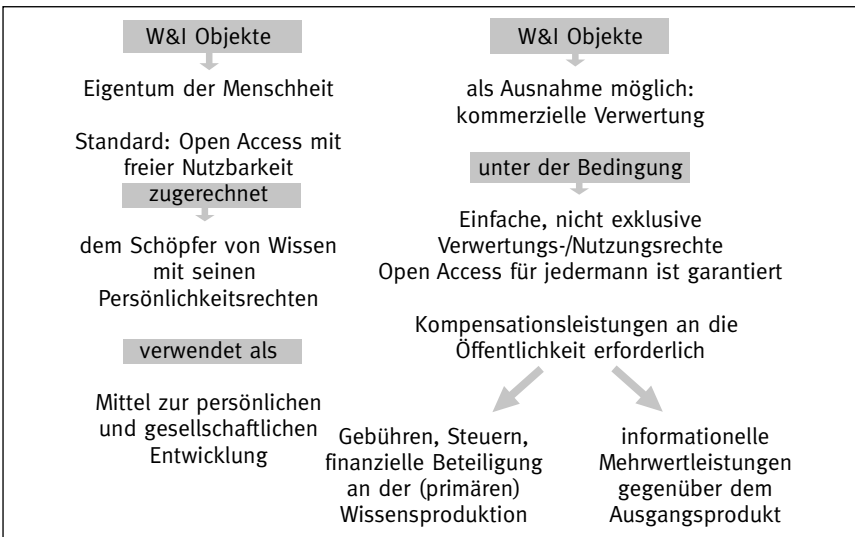 W&I Objekte
Eigentum der Menschheit
Standard: Open Access mit
freier Nutzbarkeit
zugerechnet
dem Schöpfer von Wissen
mit seinen
Persönlichkeitsrechten
verwendet als
Mittel zur persönlichen
und gesellschaftlichen
Entwicklung
W&I Objekte
als Ausnahme möglich:
kommerzielle Verwertung
unter der Bedingung
Einfache, nicht exklusive
Verwertungs-/Nutzungsrechte
Open Access für jedermann ist garantiert
Kompensationsleistungen an die
Öffentlichkeit erforderlich
Gebühren, Steuern,
finanzielle Beteiligung
an der (primären)
Wissensproduktion
informationelle
Mehrwertleistungen
gegenüber dem
Ausgangsprodukt